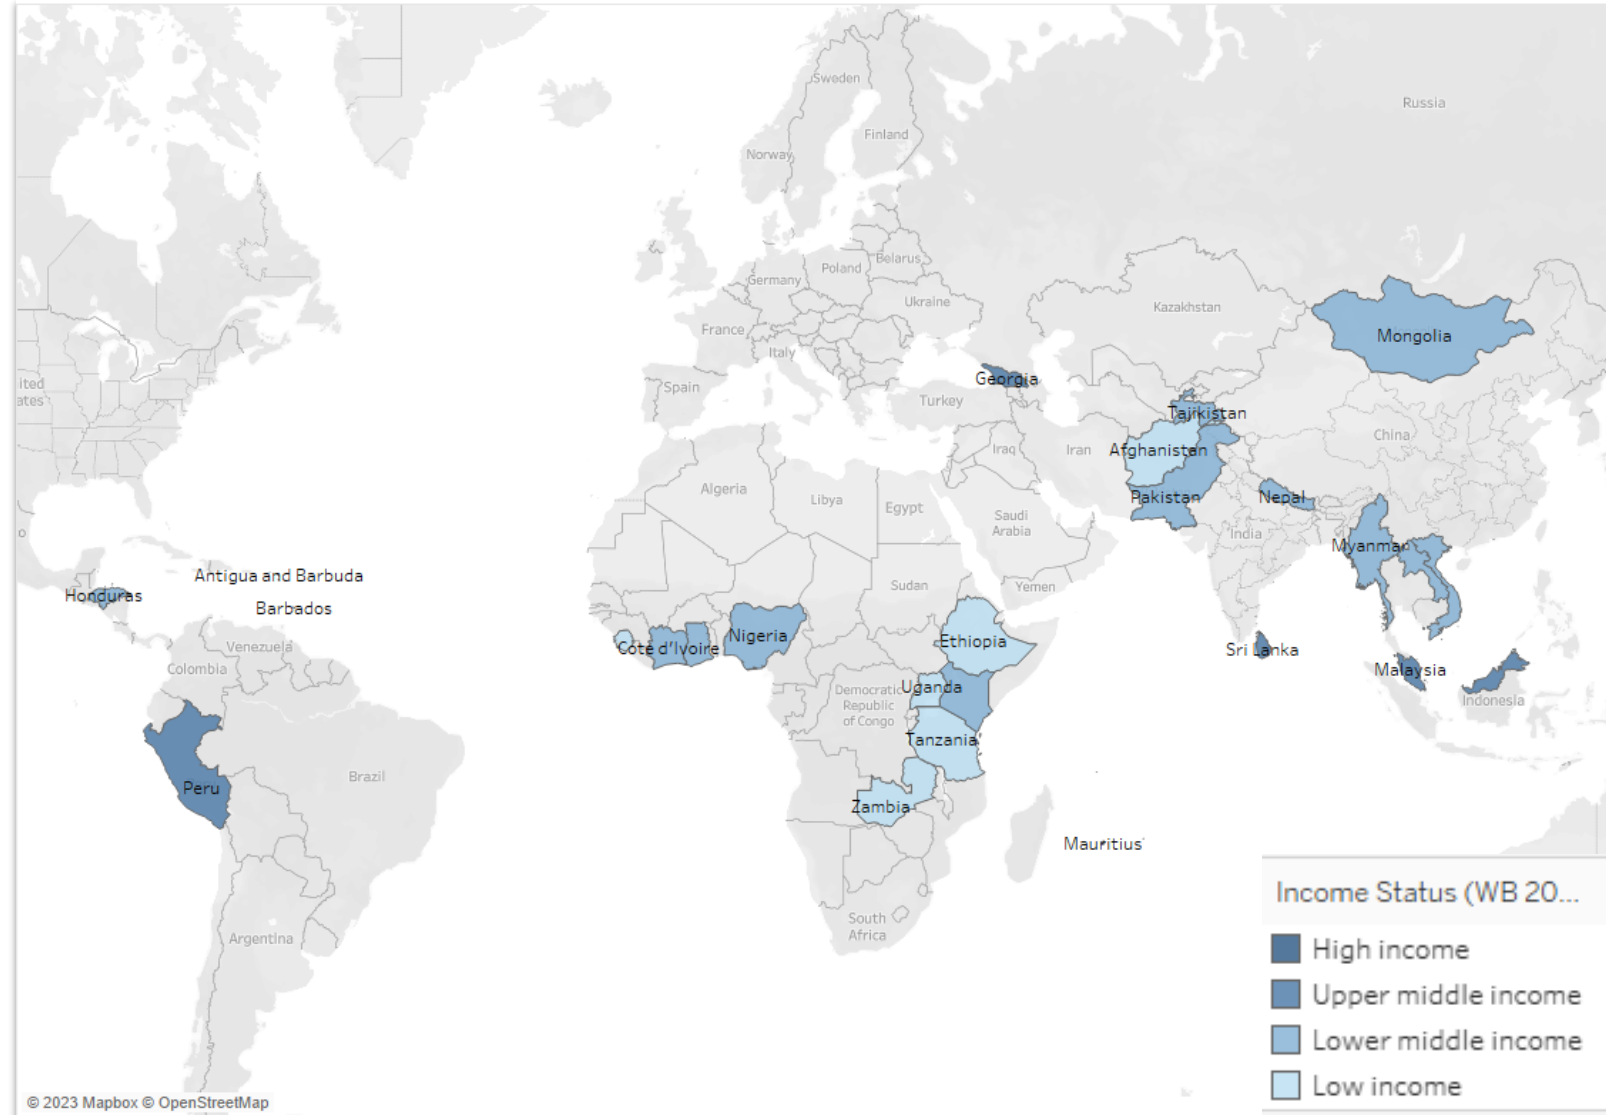 Sweden
Russia
Finland
Norway
Belarus
Poland
Germany
Ukraine
Kazakhstan
France
Mongolia
Italy
Georgia
ited
ates
Spain
Turkey
Tajikistan
China
Afghanistan
Iraq
Iran
Algeria
Libya
Egypt
Pakistan
Nepal
Saudi
Arabia
India
o
Myanmar
Antigua and Barbuda
Sudan
Yemen
Honduras
Barbados
Nigeria
Ethiopia
Côte d'Ivoire
Venezuela
Sri Lanka
Colombia
Malaysia
Uganda
Democratic
Republic
of Congo
Indonesia
Tanzania
Brazil
Peru
Zambia
Mauritius
South
Africa
Argentina
Income Status (WB 20...
High income
Upper middle income
Lower middle income
Low income
© 2023 Mapbox © OpenStreetMap